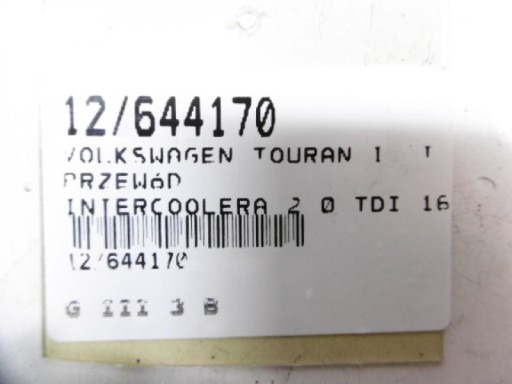 12/644170
VOLKSWAGEN TOURAN I
PRZEWóD
INTERCOOLERA 2 0 TDI 16
12/644170
G III 3 B